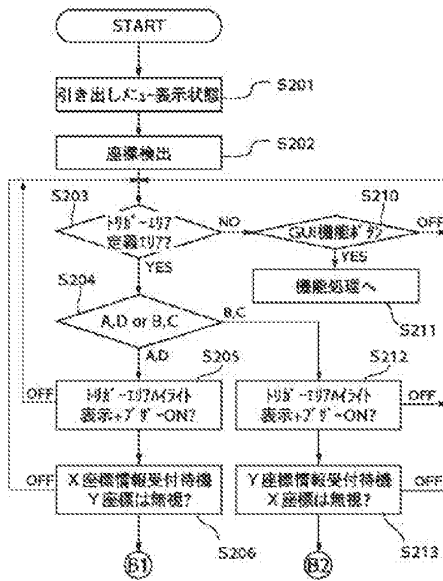 START
引き出しメニュー表示状態
S201
座標検出
S202
S203
ﾄﾘｶﾞｰｴﾘｱ
定義ｴﾘｱ?
NO
S210
GUI機能ﾎﾞﾀﾝ
OFF
YES
YES
機能処理へ
S211
S204
A,D or B,C
B,C
A,D
S205
ﾄﾘｶﾞｰｴﾘｱﾊｲﾗｲﾄ
表示+ﾌﾞｻﾞｰON?
OFF
S212
ﾄﾘｶﾞｰｴﾘｱﾊｲﾗｲﾄ
表示+ﾌﾞｻﾞｰON?
OFF
OFF
X座標情報受付待機
Y座標は無視?
S206
Y座標情報受付待機
X座標は無視?
OFF
S213
B1
B2